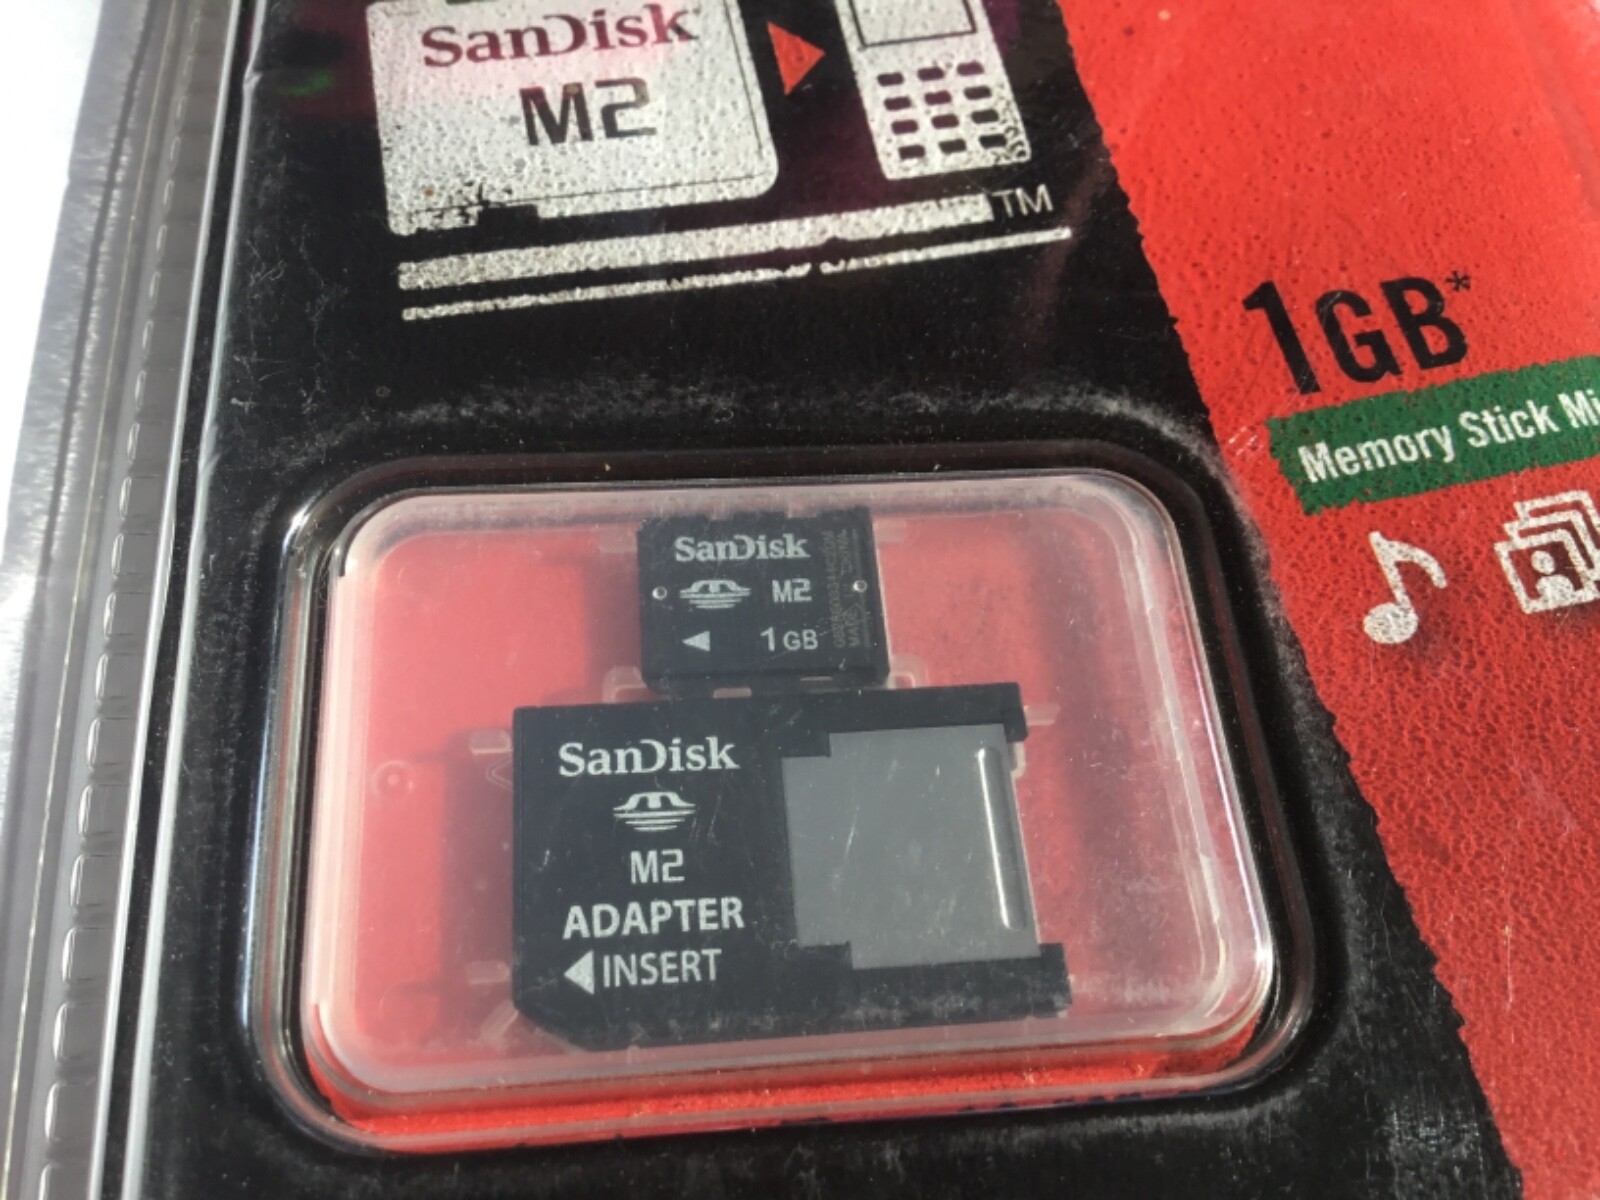 SanDisk
M2
TM
1GB*
Memory Stick Mi
SanDisk
M2
1GB
SanDisk
M2
ADAPTER
INSERT